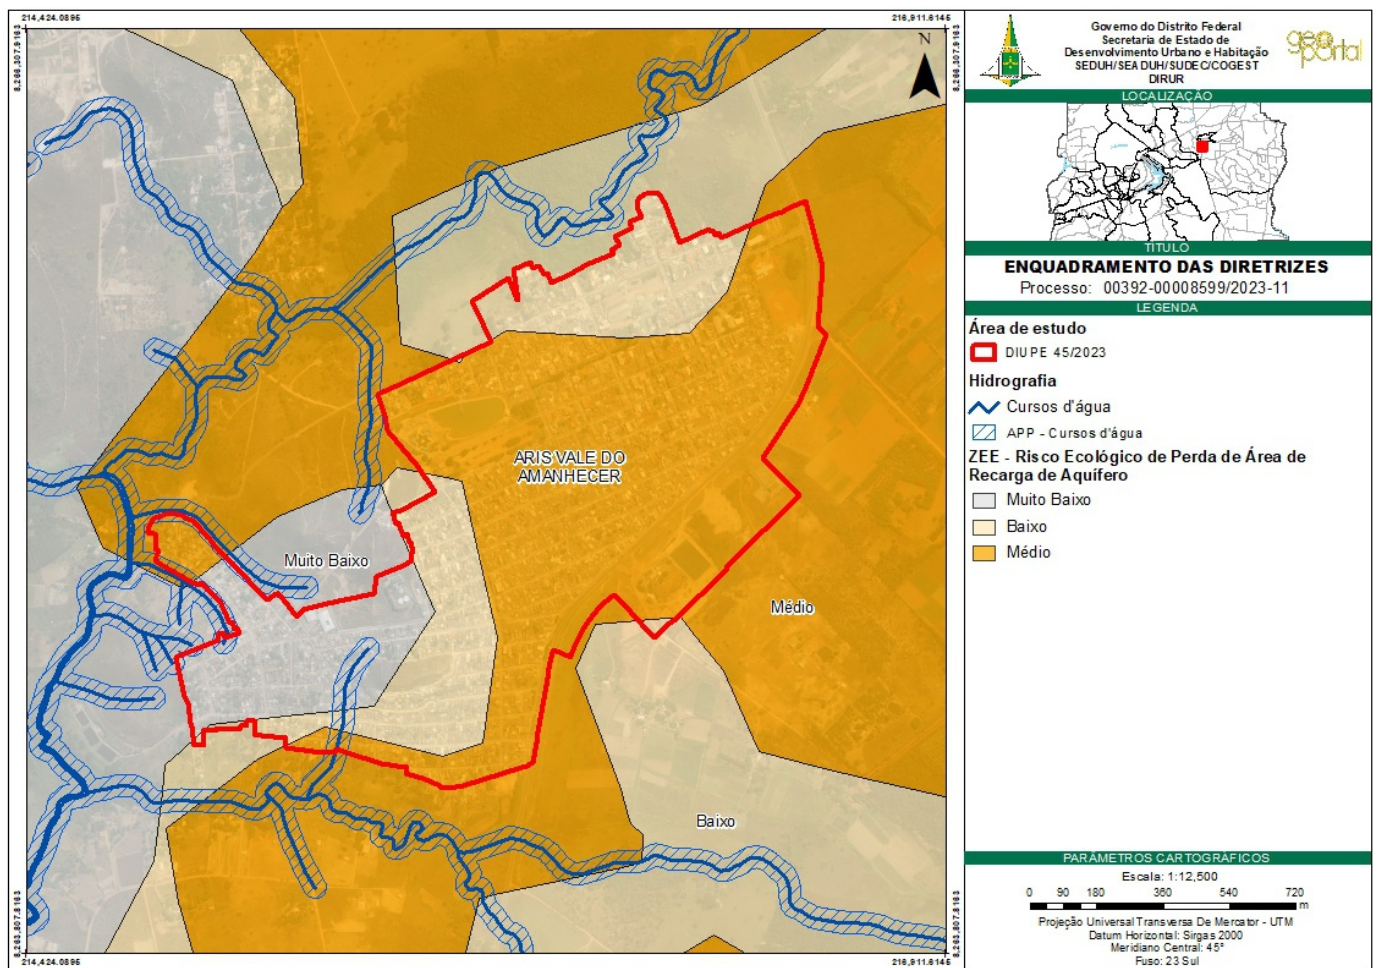 214,424.0895
216,911.6145
8,266,307.9163
8,266,307.9163
N
ARIS VALE DO
AMANHECER
Muito Baixo
Médio
Baixo
8,263,807.8163
8,263,807.8163
214,424.0895
216,911.6145
Governo do Distrito Federal
Secretaria de Estado de
Desenvolvimento Urbano e Habitação
SEDUH/SEADUH/SUDEC/COGEST
DIRUR
geo
portal
LOCALIZAÇÃO
TÍTULO
ENQUADRAMENTO DAS DIRETRIZES
Processo: 00392-00008599/2023-11
LEGENDA
Área de estudo
DIUPE 45/2023
Hidrografia
Cursos d'água
APP - Cursos d'água
ZEE - Risco Ecológico de Perda de Área de
Recarga de Aquífero
Muito Baixo
Baixo
Médio
PARÂMETROS CARTOGRÁFICOS
Escala: 1:12,500
0 90 180 360 540 720
m
Projeção Universal Transversa De Mercator - UTM
Datum Horizontal: Sirgas 2000
Meridiano Central: 45°
Fuso: 23 Sul